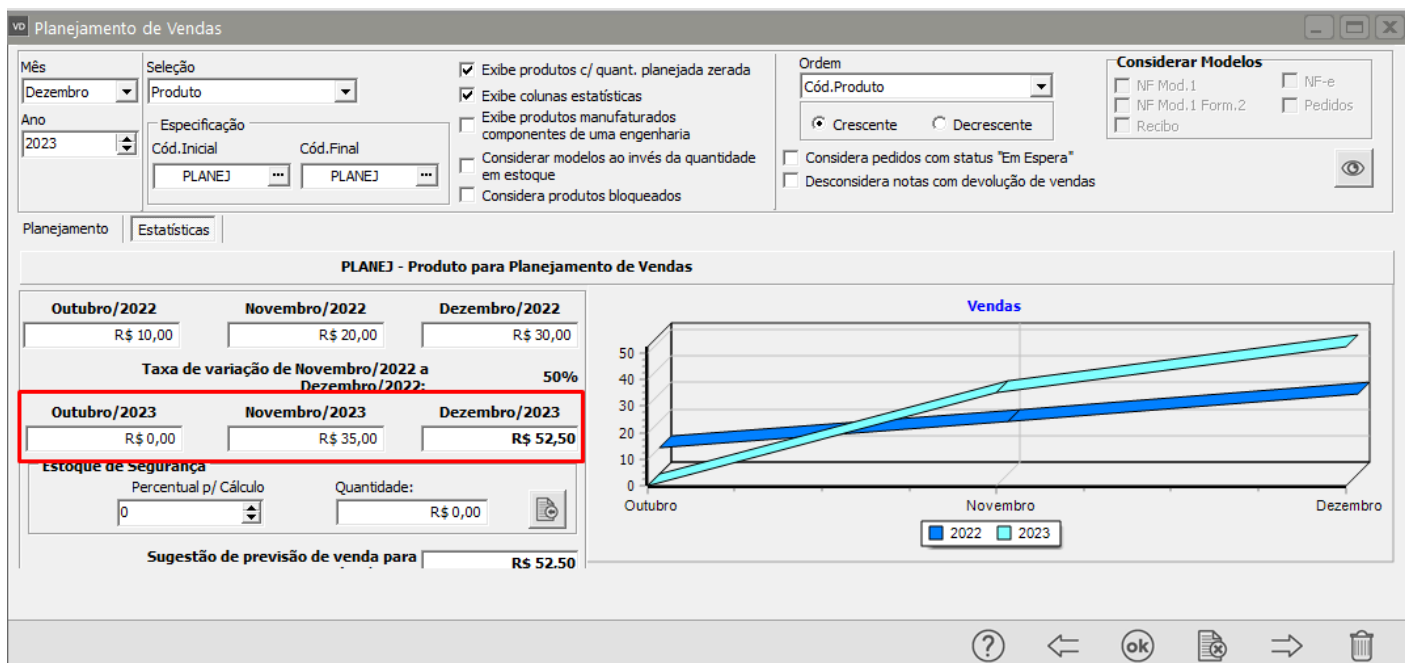 VD Planejamento de Vendas
Mês
Dezembro
Ano
2023
Seleção
Produto
Especificação
Cód.Inicial Cód.Final
PLANEJ ... PLANEJ ...
Exibe produtos c/ quant. planejada zerada
Exibe colunas estatísticas
Exibe produtos manufaturados
componentes de uma engenharia
Considerar modelos ao invés da quantidade
em estoque
Considera produtos bloqueados
Ordem
Cód.Produto
Crescente Decrescente
Considera pedidos com status "Em Espera"
Desconsidera notas com devolução de vendas
Considerar Modelos
NF Mod.1 NF-e
NF Mod.1 Form.2 Pedidos
Recibo
Planejamento Estatísticas
PLANEJ - Produto para Planejamento de Vendas
Outubro/2022 Novembro/2022 Dezembro/2022
R$ 10,00 R$ 20,00 R$ 30,00
Taxa de variação de Novembro/2022 a
Dezembro/2022:
50%
Outubro/2023 Novembro/2023 Dezembro/2023
R$ 0,00 R$ 35,00 R$ 52,50
Estoque de Segurança
Percentual p/ Cálculo Quantidade:
0 R$ 0,00
Sugestão de previsão de venda para R$ 52,50
Vendas
50
40
30
20
10
0
Outubro Novembro Dezembro
2022 2023
? ok